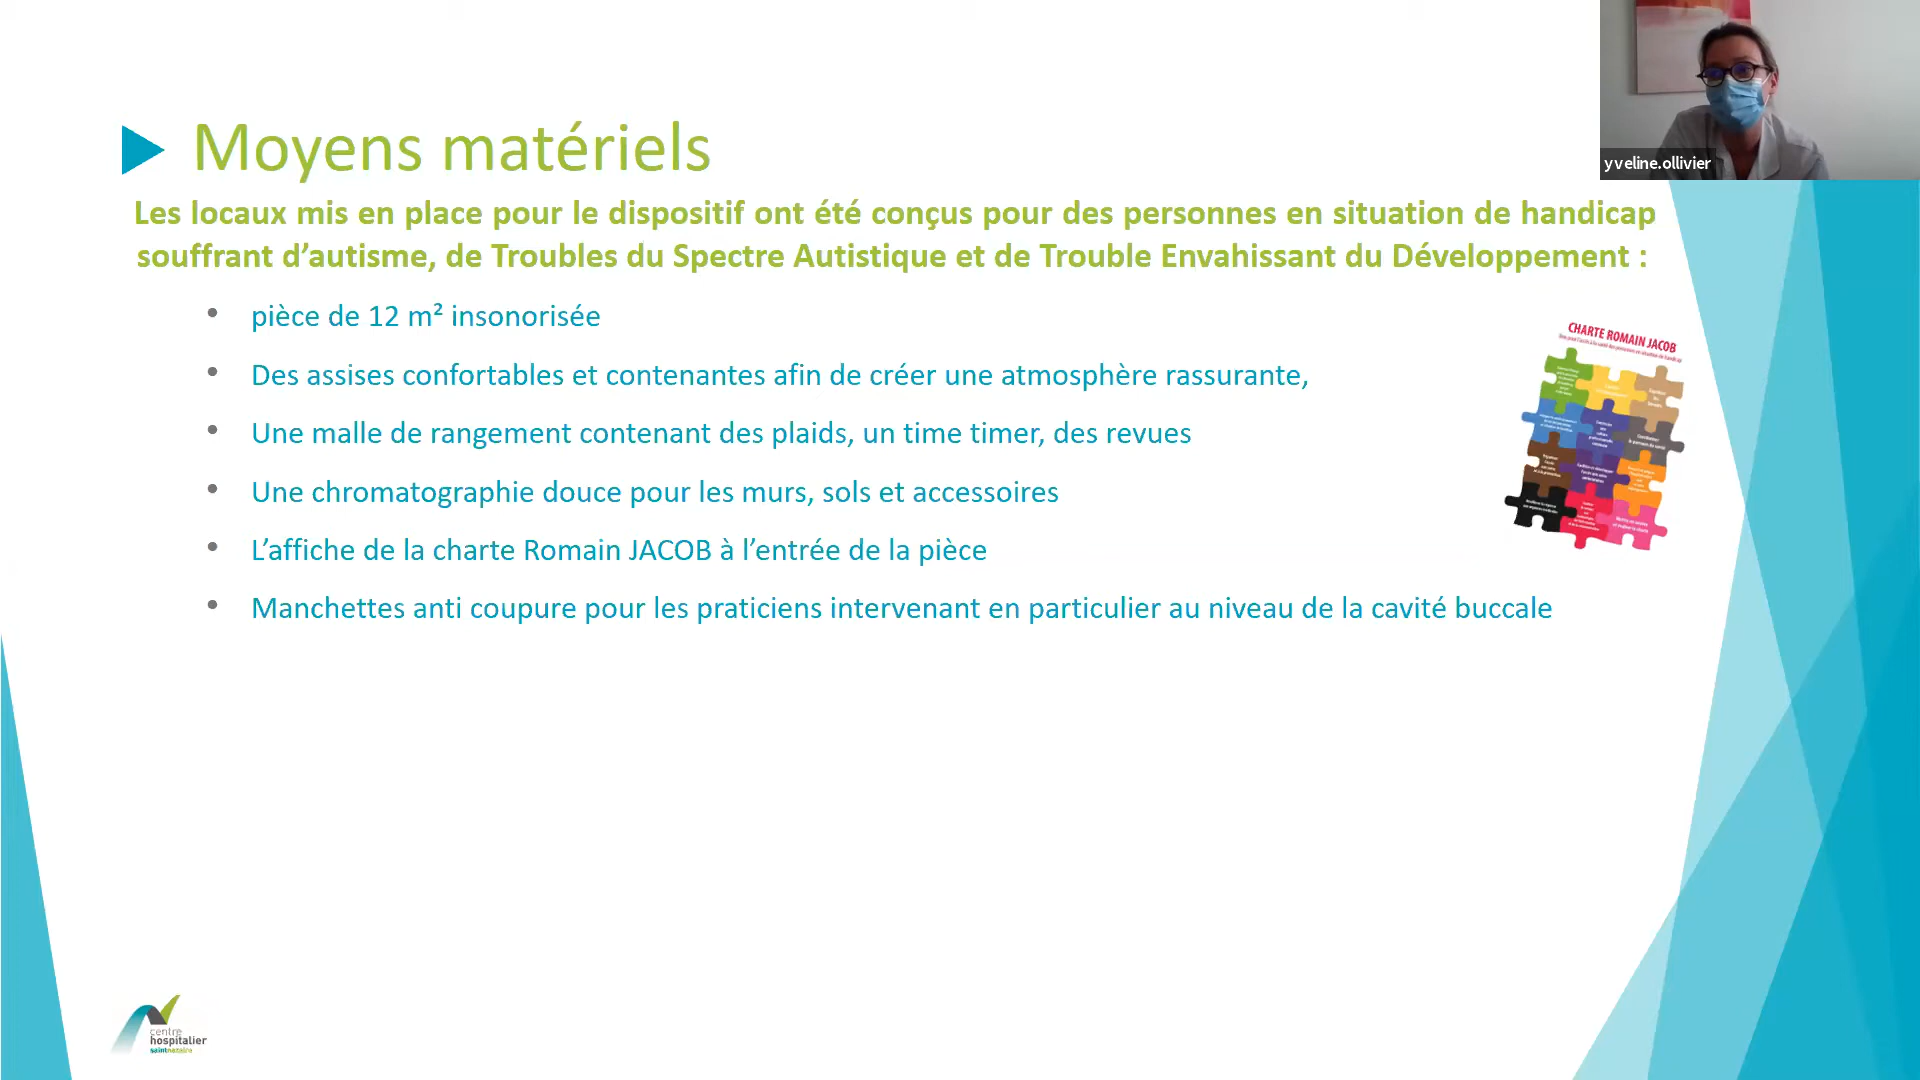 yveline.ollivier
Moyens matériels
Les locaux mis en place pour le dispositif ont été conçus pour des personnes en situation de handicap
souffrant d’autisme, de Troubles du Spectre Autistique et de Trouble Envahissant du Développement :
• pièce de 12 m² insonorisée
• Des assises confortables et contenantes afin de créer une atmosphère rassurante,
• Une malle de rangement contenant des plaids, un time timer, des revues
• Une chromatographie douce pour les murs, sols et accessoires
• L’affiche de la charte Romain JACOB à l’entrée de la pièce
• Manchettes anti coupure pour les praticiens intervenant en particulier au niveau de la cavité buccale
CHARTE ROMAIN JACOB
centre
hospitalier
saintnazaire